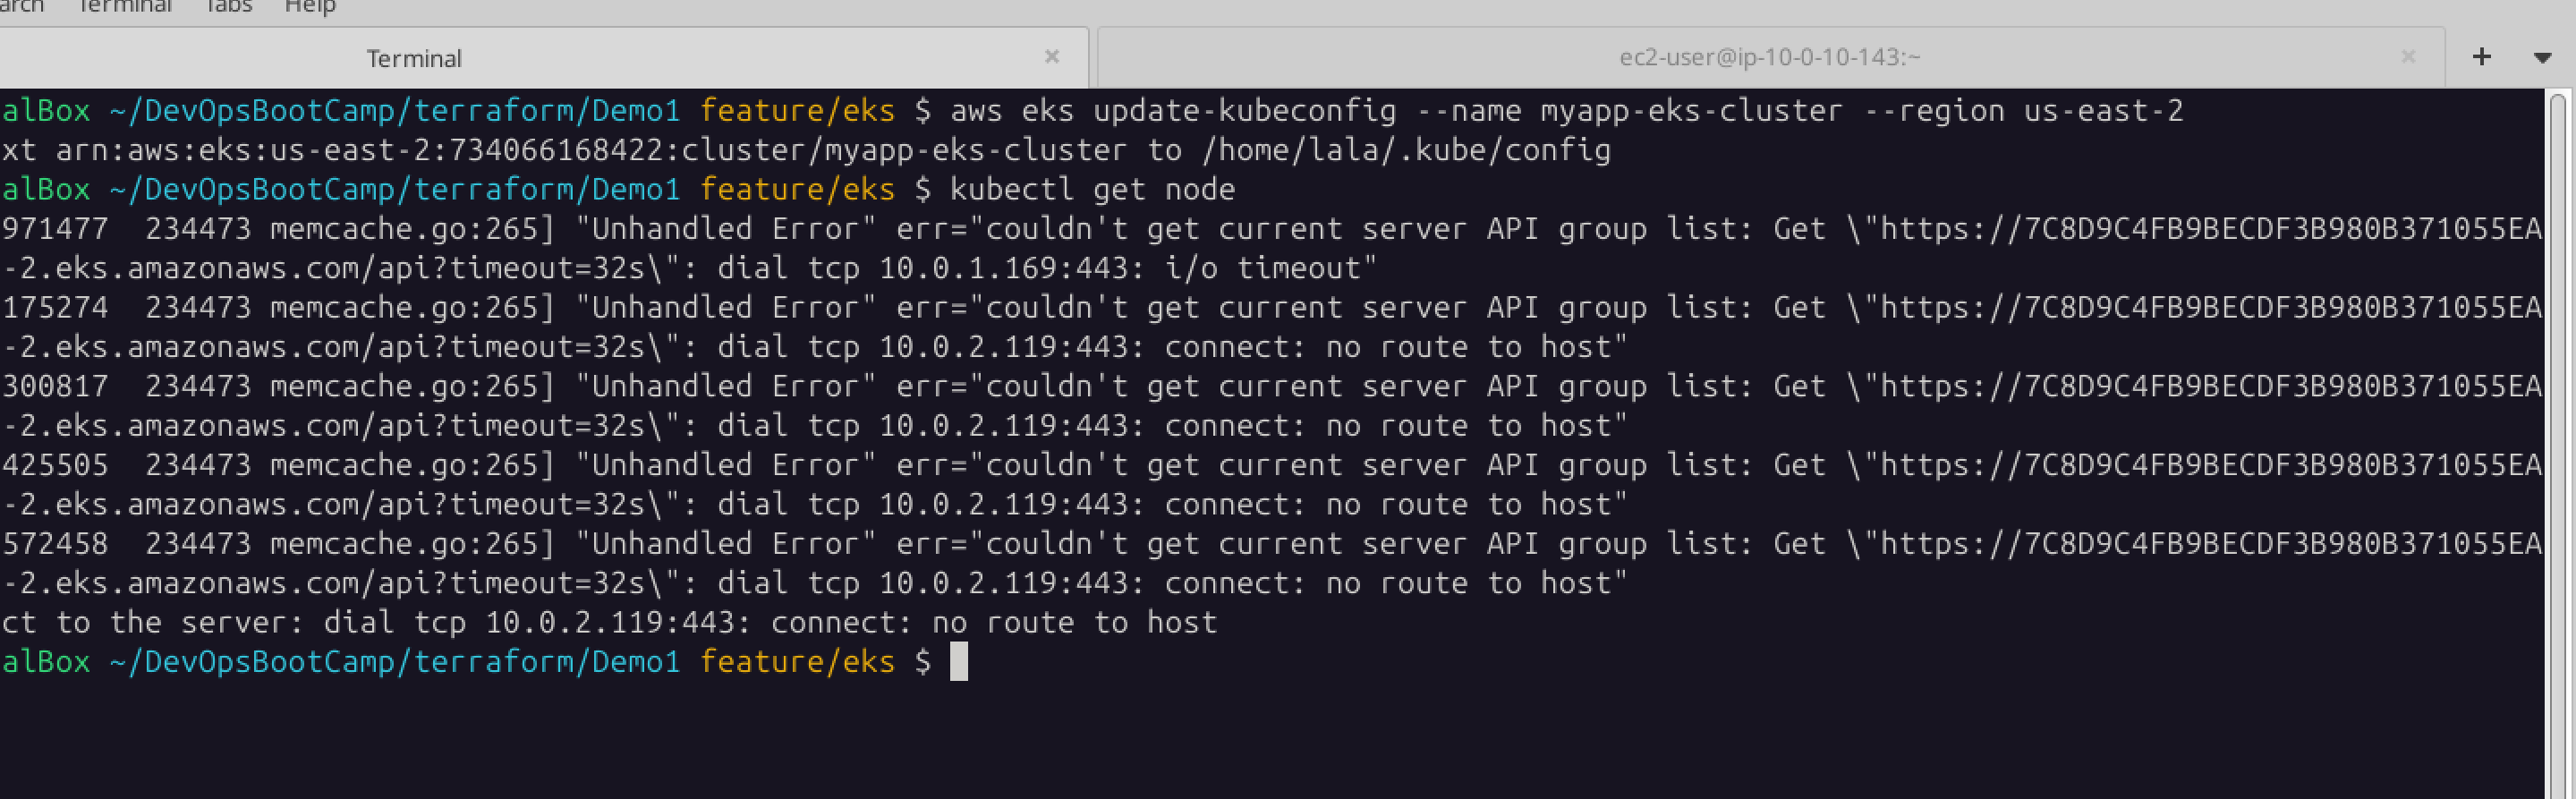 arch Terminal Tabs Help
Terminal × ec2-user@ip-10-0-10-143:~ × +
alBox ~/DevOpsBootCamp/terraform/Demo1 feature/eks $ aws eks update-kubeconfig --name myapp-eks-cluster --region us-east-2
xt arn:aws:eks:us-east-2:734066168422:cluster/myapp-eks-cluster to /home/lala/.kube/config
alBox ~/DevOpsBootCamp/terraform/Demo1 feature/eks $ kubectl get node
971477  234473 memcache.go:265] "Unhandled Error" err="couldn't get current server API group list: Get \"https://7C8D9C4FB9BECDF3B980B371055EA
-2.eks.amazonaws.com/api?timeout=32s\": dial tcp 10.0.1.169:443: i/o timeout"
175274  234473 memcache.go:265] "Unhandled Error" err="couldn't get current server API group list: Get \"https://7C8D9C4FB9BECDF3B980B371055EA
-2.eks.amazonaws.com/api?timeout=32s\": dial tcp 10.0.2.119:443: connect: no route to host"
300817  234473 memcache.go:265] "Unhandled Error" err="couldn't get current server API group list: Get \"https://7C8D9C4FB9BECDF3B980B371055EA
-2.eks.amazonaws.com/api?timeout=32s\": dial tcp 10.0.2.119:443: connect: no route to host"
425505  234473 memcache.go:265] "Unhandled Error" err="couldn't get current server API group list: Get \"https://7C8D9C4FB9BECDF3B980B371055EA
-2.eks.amazonaws.com/api?timeout=32s\": dial tcp 10.0.2.119:443: connect: no route to host"
572458  234473 memcache.go:265] "Unhandled Error" err="couldn't get current server API group list: Get \"https://7C8D9C4FB9BECDF3B980B371055EA
-2.eks.amazonaws.com/api?timeout=32s\": dial tcp 10.0.2.119:443: connect: no route to host"
ct to the server: dial tcp 10.0.2.119:443: connect: no route to host
alBox ~/DevOpsBootCamp/terraform/Demo1 feature/eks $